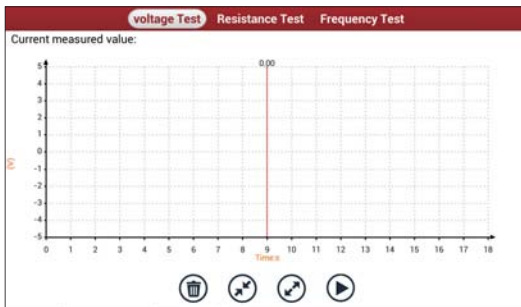 voltage Test Resistance Test Frequency Test
Current measured value:
0.00
5
4
3
2
1
0
-1
-2
-3
-4
-5
(V)
0 1 2 3 4 5 6 7 8 9 10 11 12 13 14 15 16 17 18
Time:s